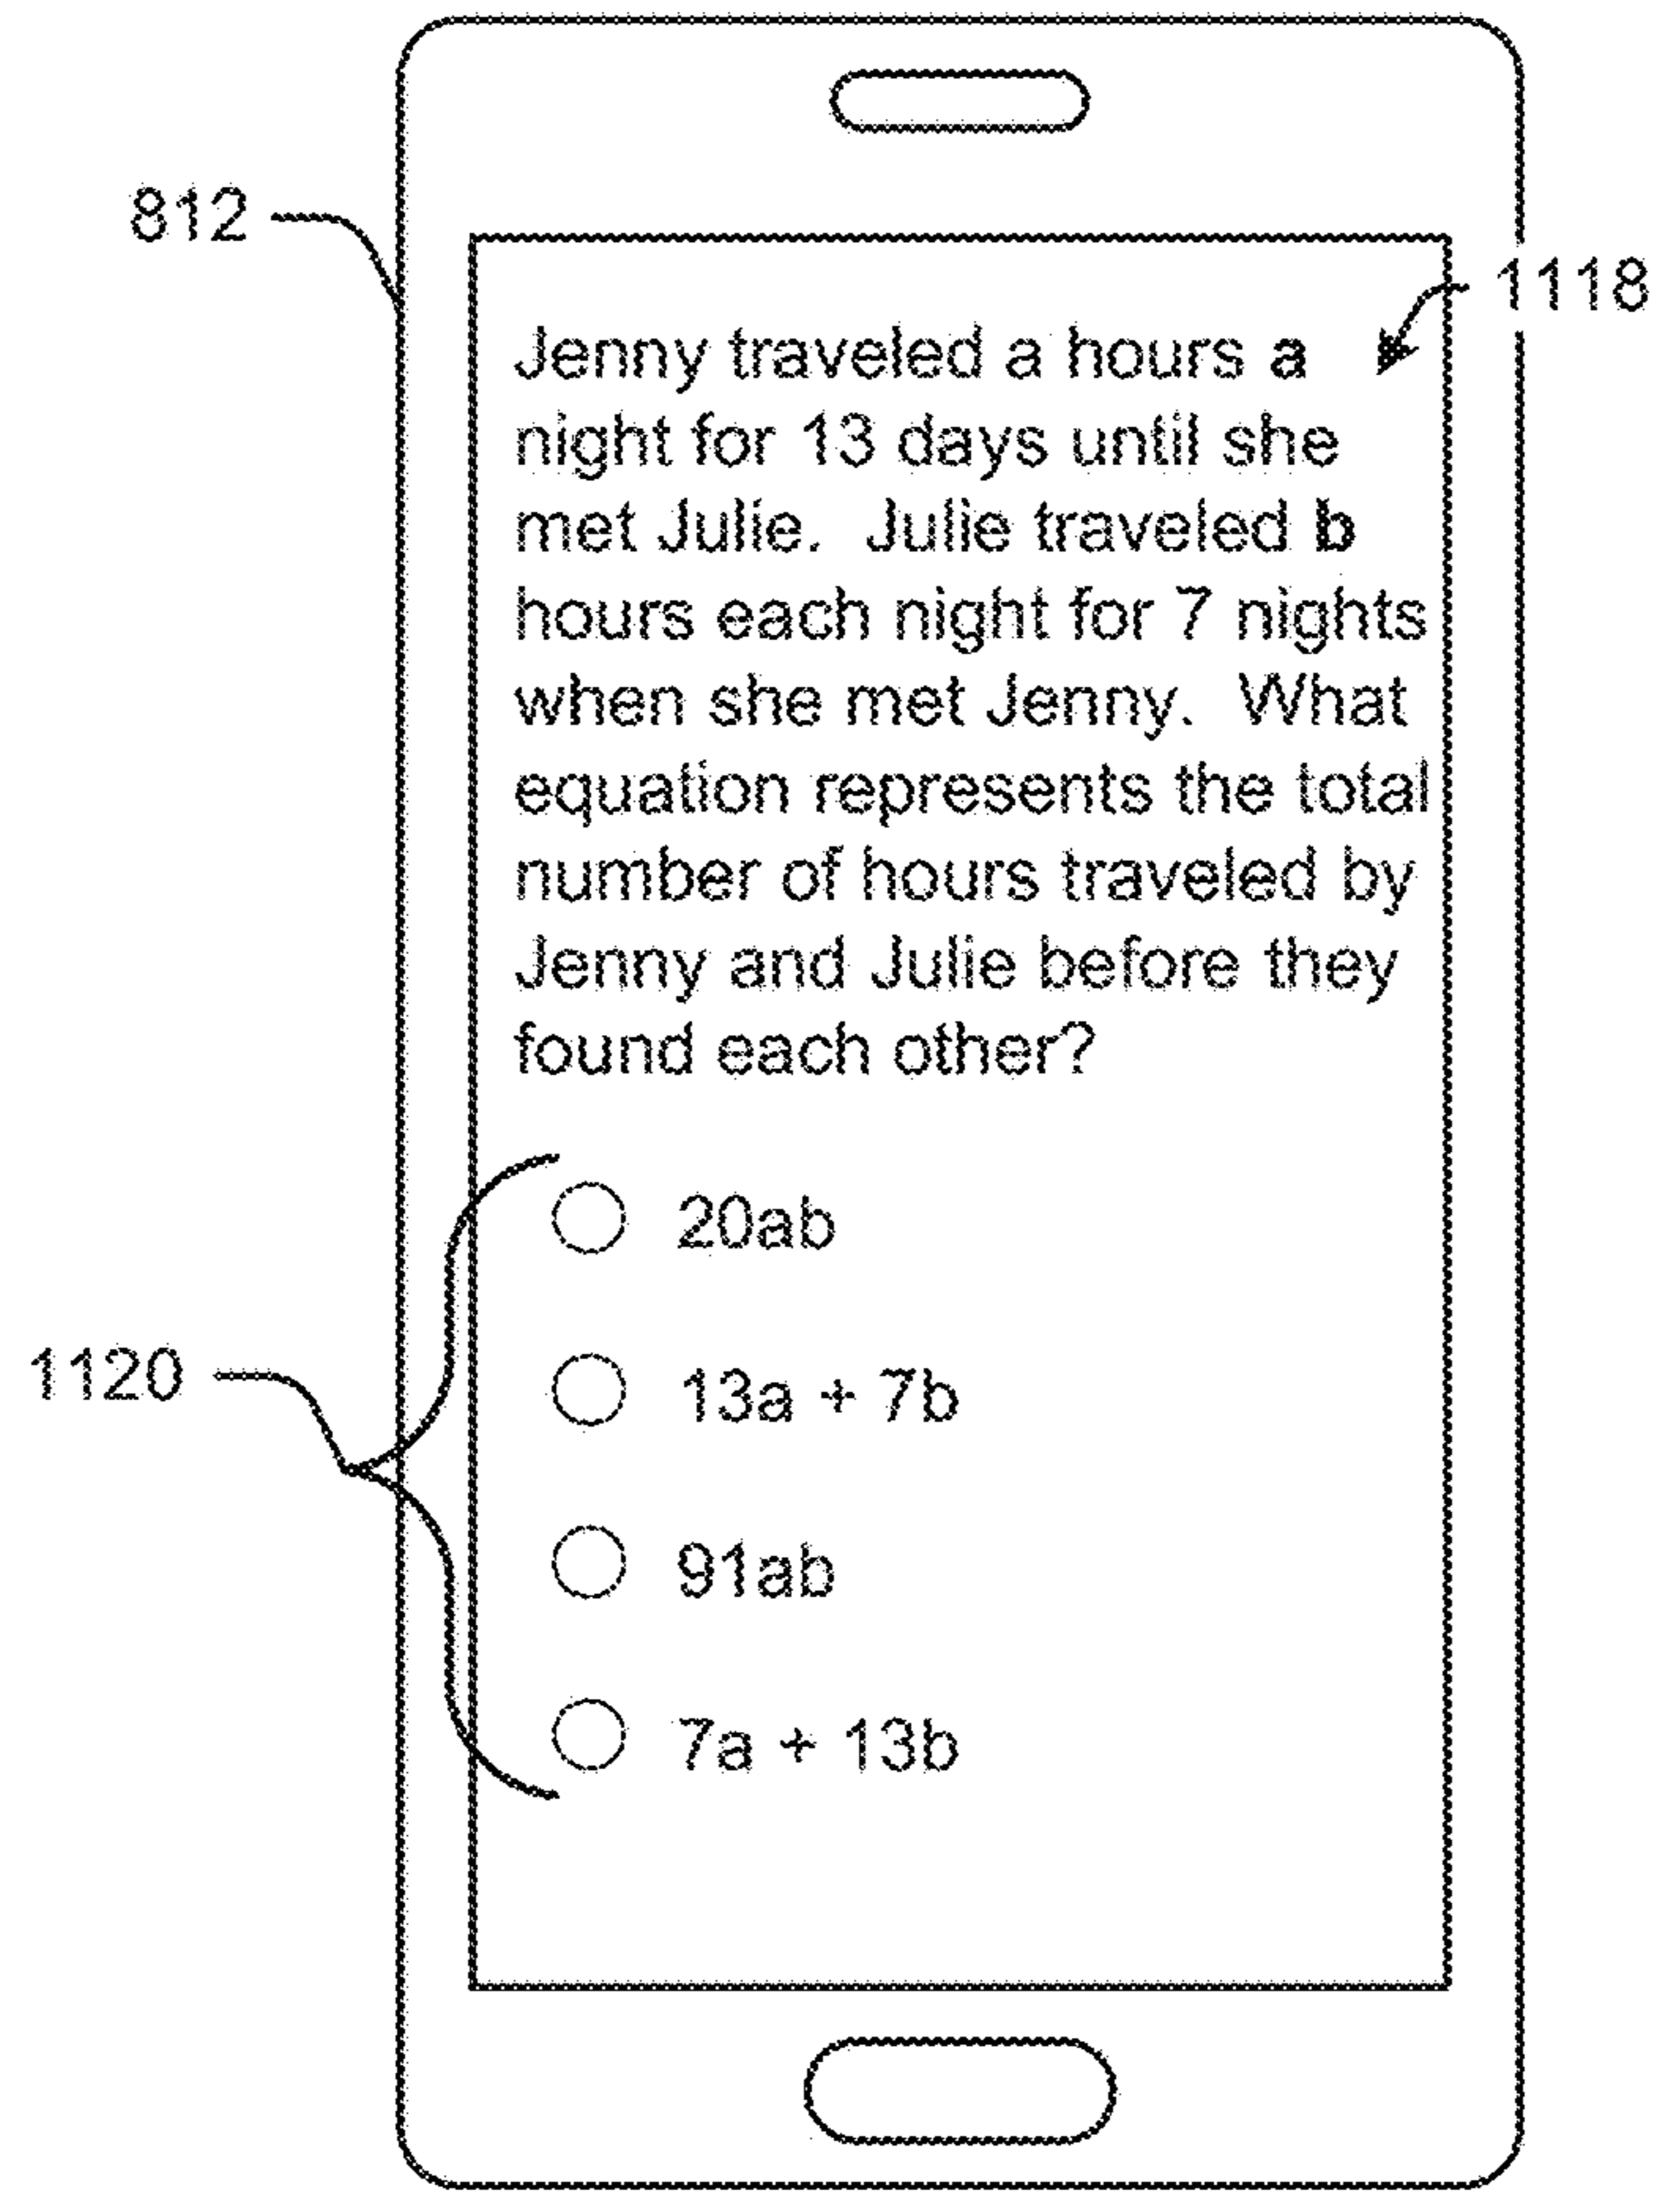 812
1118
Jenny traveled a hours a
night for 13 days until she
met Julie. Julie traveled b
hours each night for 7 nights
when she met Jenny. What
equation represents the total
number of hours traveled by
Jenny and Julie before they
found each other?
20ab
1120
13a + 7b
91ab
7a + 13b